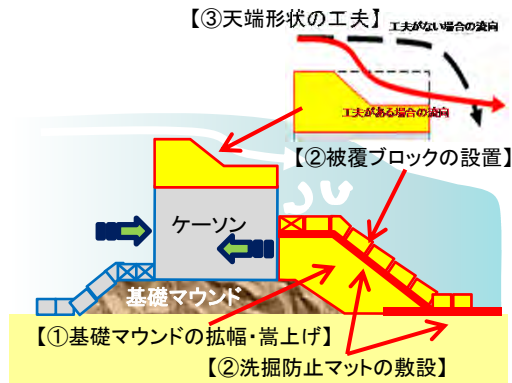 【③天端形状の工夫】
工夫がない場合の流向
工夫がある場合の流向
【②被覆ブロックの設置】
ケーソン
基礎マウンド
【①基礎マウンドの拡幅・嵩上げ】
【②洗掘防止マットの敷設】